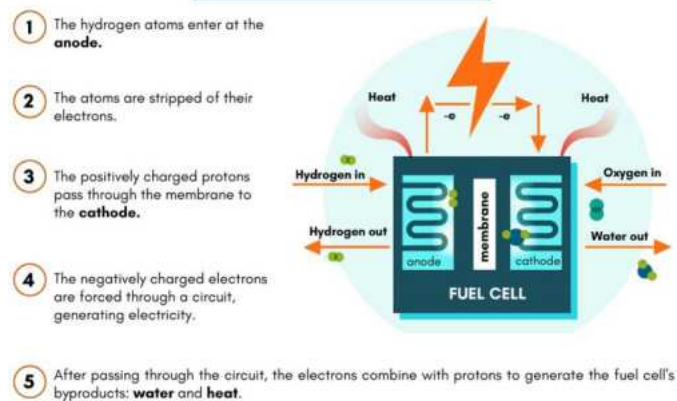 1 The hydrogen atoms enter at the
anode.
2 The atoms are stripped of their
electrons.
3 The positively charged protons
pass through the membrane to
the cathode.
4 The negatively charged electrons
are forced through a circuit,
generating electricity.
5 After passing through the circuit, the electrons combine with protons to generate the fuel cell's
byproducts: water and heat.
Heat
-e
-e
Heat
Hydrogen in
Oxygen in
Hydrogen out
Water out
anode
membrane
cathode
FUEL CELL